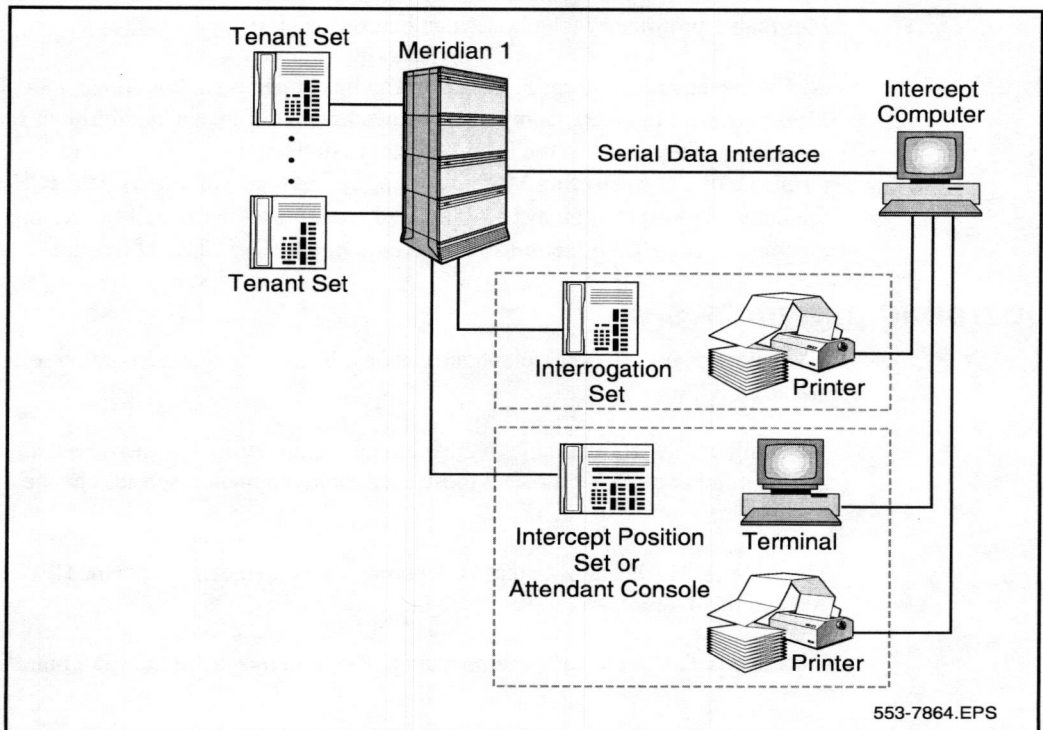 Tenant Set
Meridian 1
Intercept
Computer
Serial Data Interface
Tenant Set
Interrogation
Set
Printer
Intercept Position
Set or
Attendant Console
Terminal
Printer
553-7864.EPS